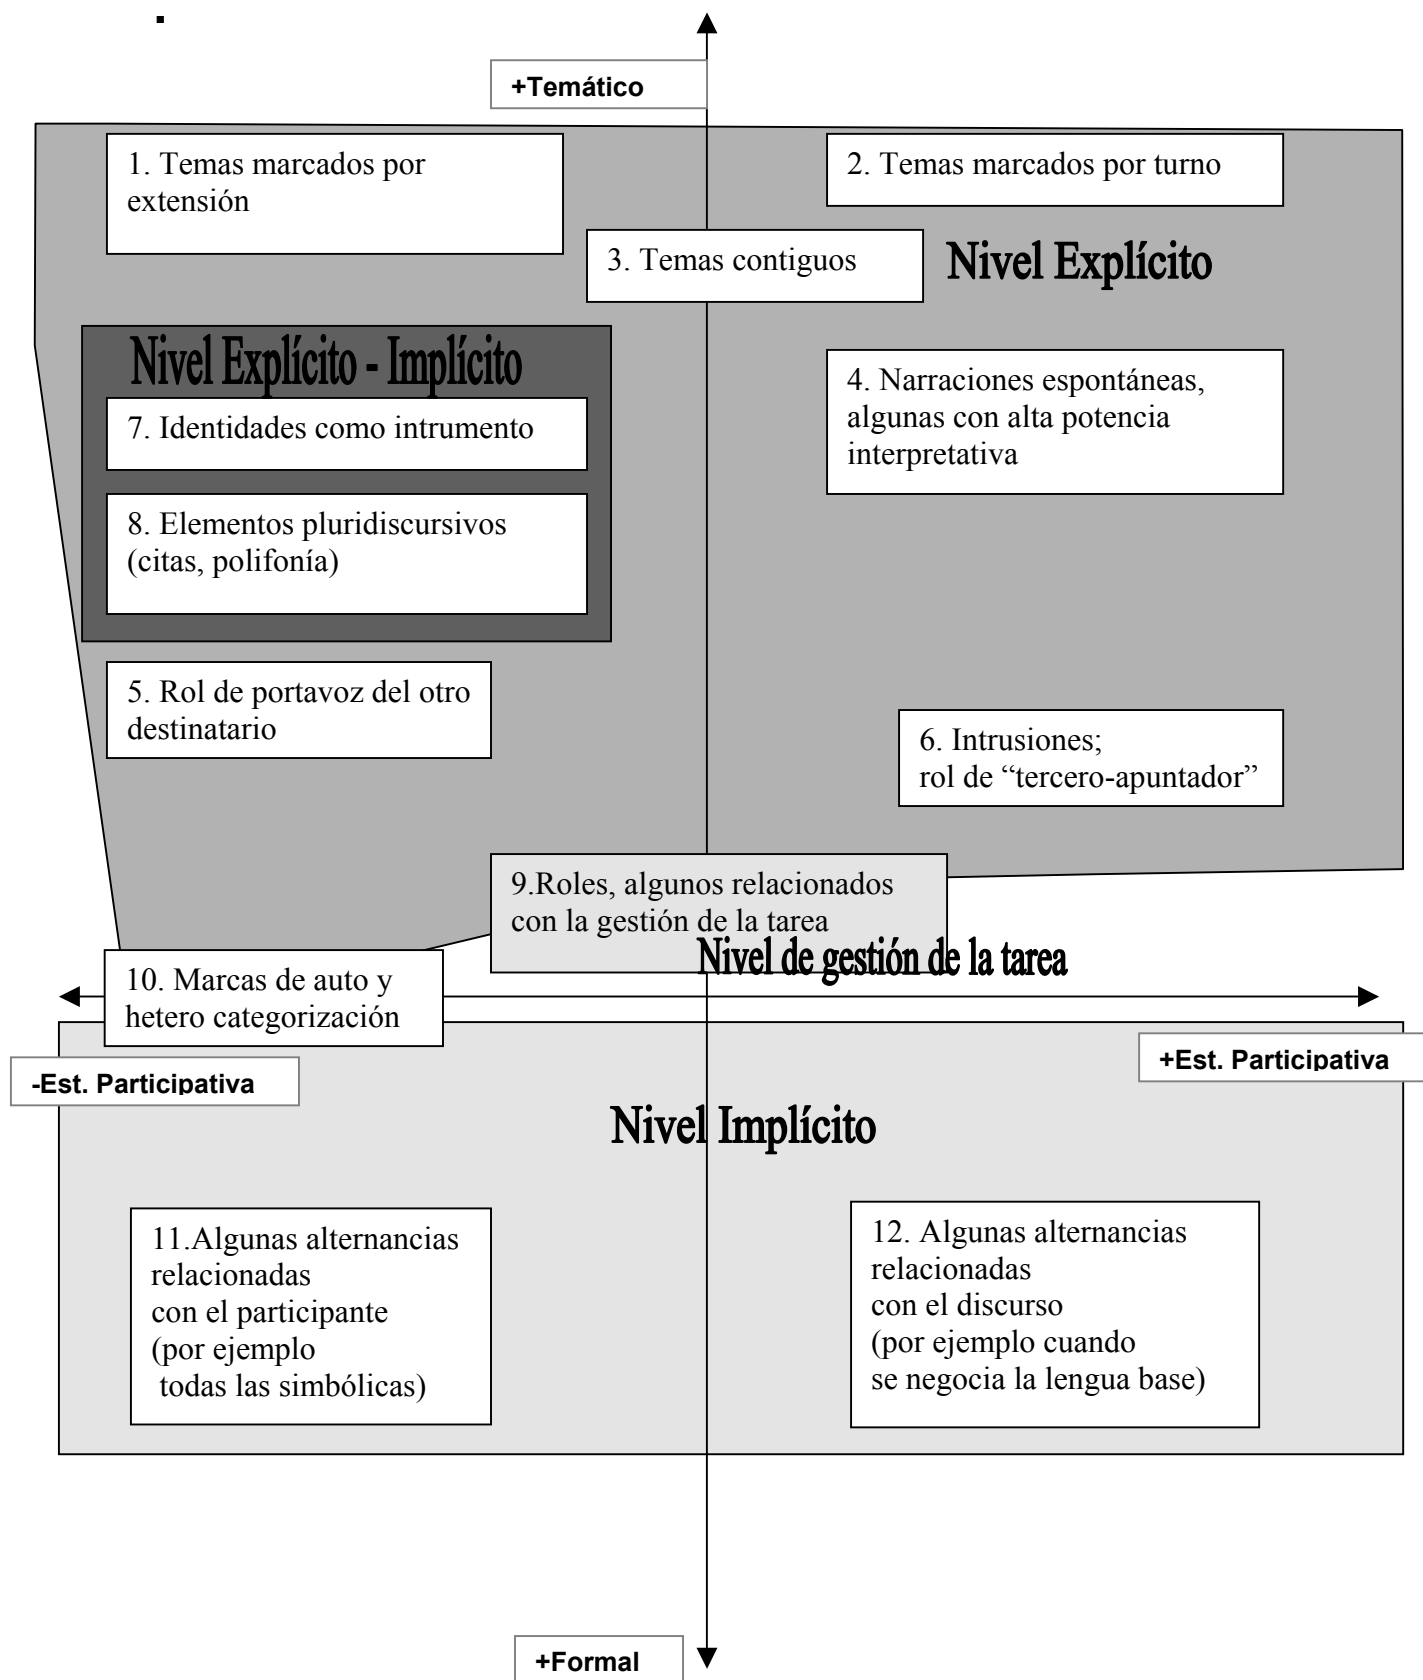 +Temático
1. Temas marcados por
extensión
2. Temas marcados por turno
3. Temas contiguos
Nivel Explícito
Nivel Explícito - Implícito
7. Identidades como intrumento
8. Elementos pluridiscursivos
(citas, polifonía)
4. Narraciones espontáneas,
algunas con alta potencia
interpretativa
5. Rol de portavoz del otro
destinatario
6. Intrusiones;
rol de “tercero-apuntador”
9.Roles, algunos relacionados
con la gestión de la tarea
Nivel de gestión de la tarea
10. Marcas de auto y
hetero categorización
-Est. Participativa
+Est. Participativa
Nivel Implícito
11.Algunas alternancias
relacionadas
con el participante
(por ejemplo
todas las simbólicas)
12. Algunas alternancias
relacionadas
con el discurso
(por ejemplo cuando
se negocia la lengua base)
+Formal